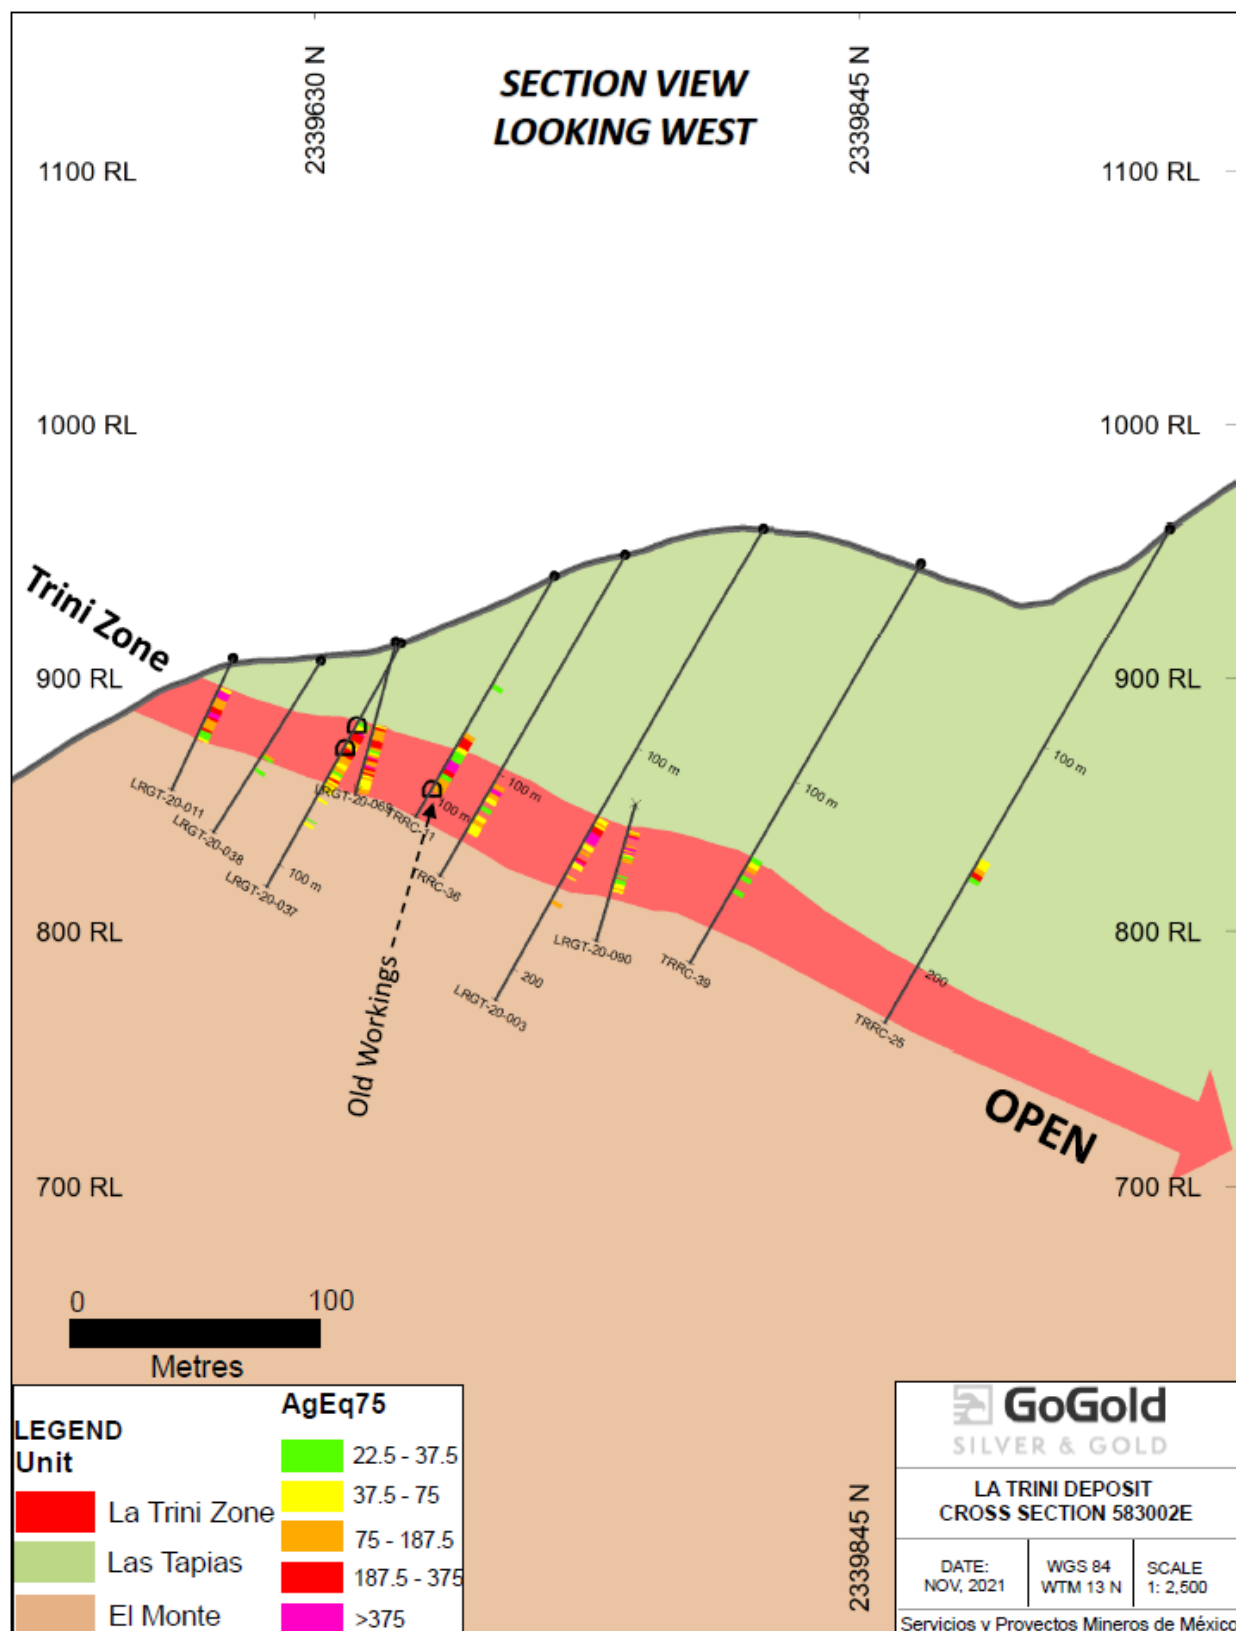 2339630 N
2339845 N
SECTION VIEW
LOOKING WEST
1100 RL
1100 RL
1000 RL
1000 RL
Trini Zone
900 RL
900 RL
100 m
100 m
100 m
100 m
100 m
100 m
LRGT-20-011
LRGT-20-038
LRGT-20-037
LRGT-20-069
TRRC-11
TRRC-36
LRGT-20-003
LRGT-20-090
TRRC-39
TRRC-25
200
200
800 RL
800 RL
Old Workings
OPEN
700 RL
700 RL
0 100
Metres
LEGEND
Unit
La Trini Zone
Las Tapias
El Monte
AgEq75
22.5 - 37.5
37.5 - 75
75 - 187.5
187.5 - 375
>375
2339845 N
GoGold
SILVER & GOLD
LA TRINI DEPOSIT
CROSS SECTION 583002E
DATE:
NOV, 2021
WGS 84
WTM 13 N
SCALE
1: 2,500
Servicios y Proyectos Mineros de México